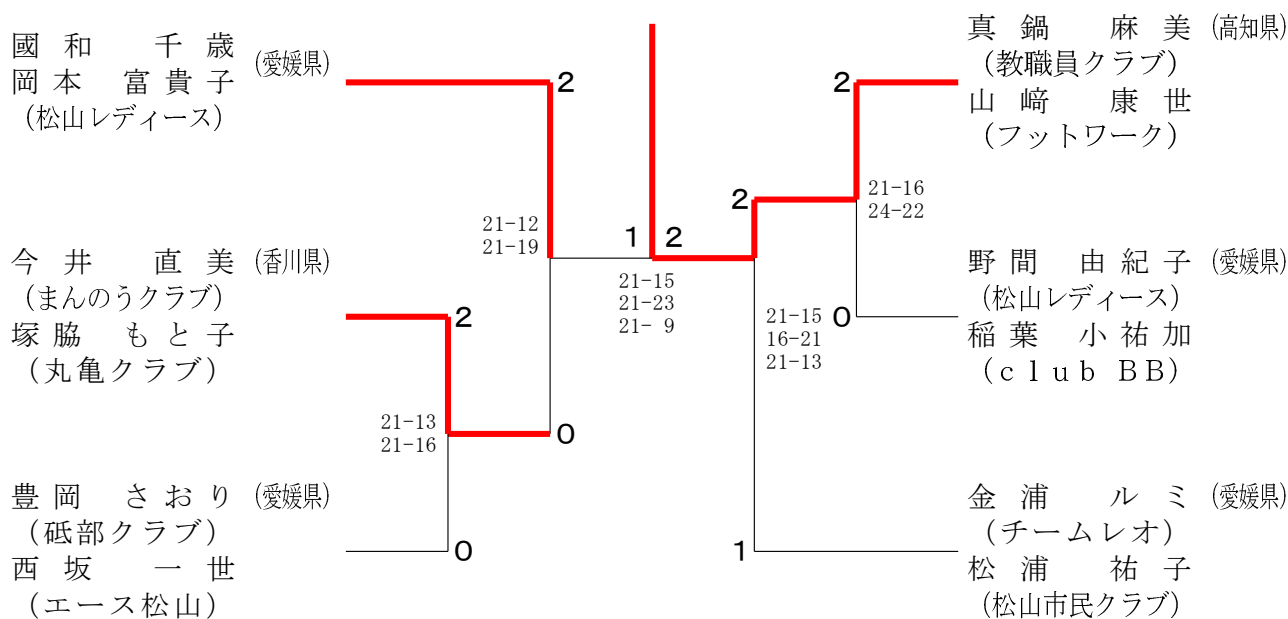 國和 千歳 (愛媛県)
岡本 富貴子
(松山レディース)
2
21-12
21-19
今井 直美 (香川県)
(まんのうクラブ)
塚脇 もと子
(丸亀クラブ)
2
21-13
21-16
0
豊岡 さおり (愛媛県)
(砥部クラブ)
西坂 一世
(エース松山)
0
1 2
21-15
21-23
21- 9
真鍋 麻美 (高知県)
(教職員クラブ)
山﨑 康世
(フットワーク)
2
2
21-16
24-22
野間 由紀子 (愛媛県)
(松山レディース)
稲葉 小祐加
(club BB)
0
21-15
16-21
21-13
金浦 ルミ (愛媛県)
(チームレオ)
松浦 祐子
(松山市民クラブ)
1